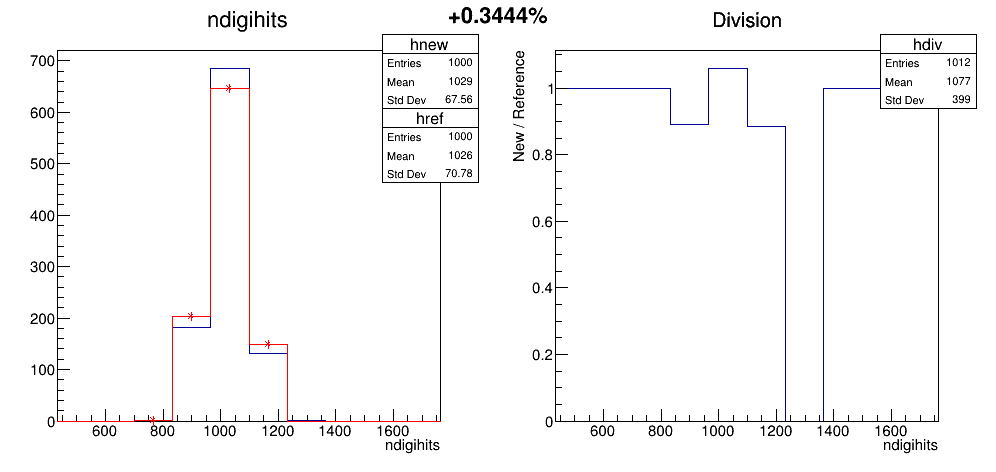 +0.3444%
ndigihits
hnew
Entries 1000
Mean 1029
Std Dev 67.56
href
Entries 1000
Mean 1026
Std Dev 70.78
700
600
500
400
300
200
100
0
600 800 1000 1200 1400 1600
ndigihits
Division
hdiv
Entries 1012
Mean 1077
Std Dev 399
New / Reference
1
0.8
0.6
0.4
0.2
0
600 800 1000 1200 1400 1600
ndigihits